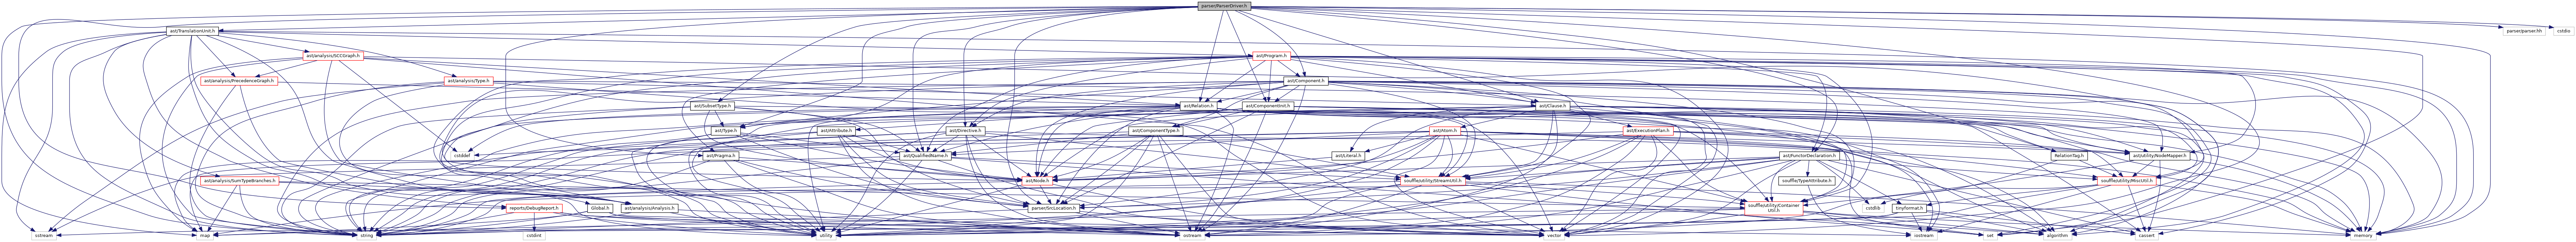 parser/ParserDriver.h
ast/TranslationUnit.h
parser/parser.hh
cstdio
ast/analysis/SCCGraph.h
ast/Program.h
ast/analysis/PrecedenceGraph.h
ast/analysis/Type.h
ast/Component.h
ast/SubsetType.h
ast/Relation.h
ast/ComponentInit.h
ast/Clause.h
ast/Type.h
ast/Attribute.h
ast/Directive.h
ast/ComponentType.h
ast/Atom.h
ast/ExecutionPlan.h
cstddef
ast/Pragma.h
ast/QualifiedName.h
ast/Literal.h
ast/FunctorDeclaration.h
RelationTag.h
ast/utility/NodeMapper.h
ast/analysis/SumTypeBranches.h
ast/Node.h
souffle/utility/StreamUtil.h
souffle/TypeAttribute.h
souffle/utility/MiscUtil.h
reports/DebugReport.h
Global.h
ast/analysis/Analysis.h
parser/SrcLocation.h
souffle/utility/Container
Util.h
cstdlib
tinyformat.h
sstream
map
string
cstdint
utility
ostream
vector
iostream
set
algorithm
cassert
memory